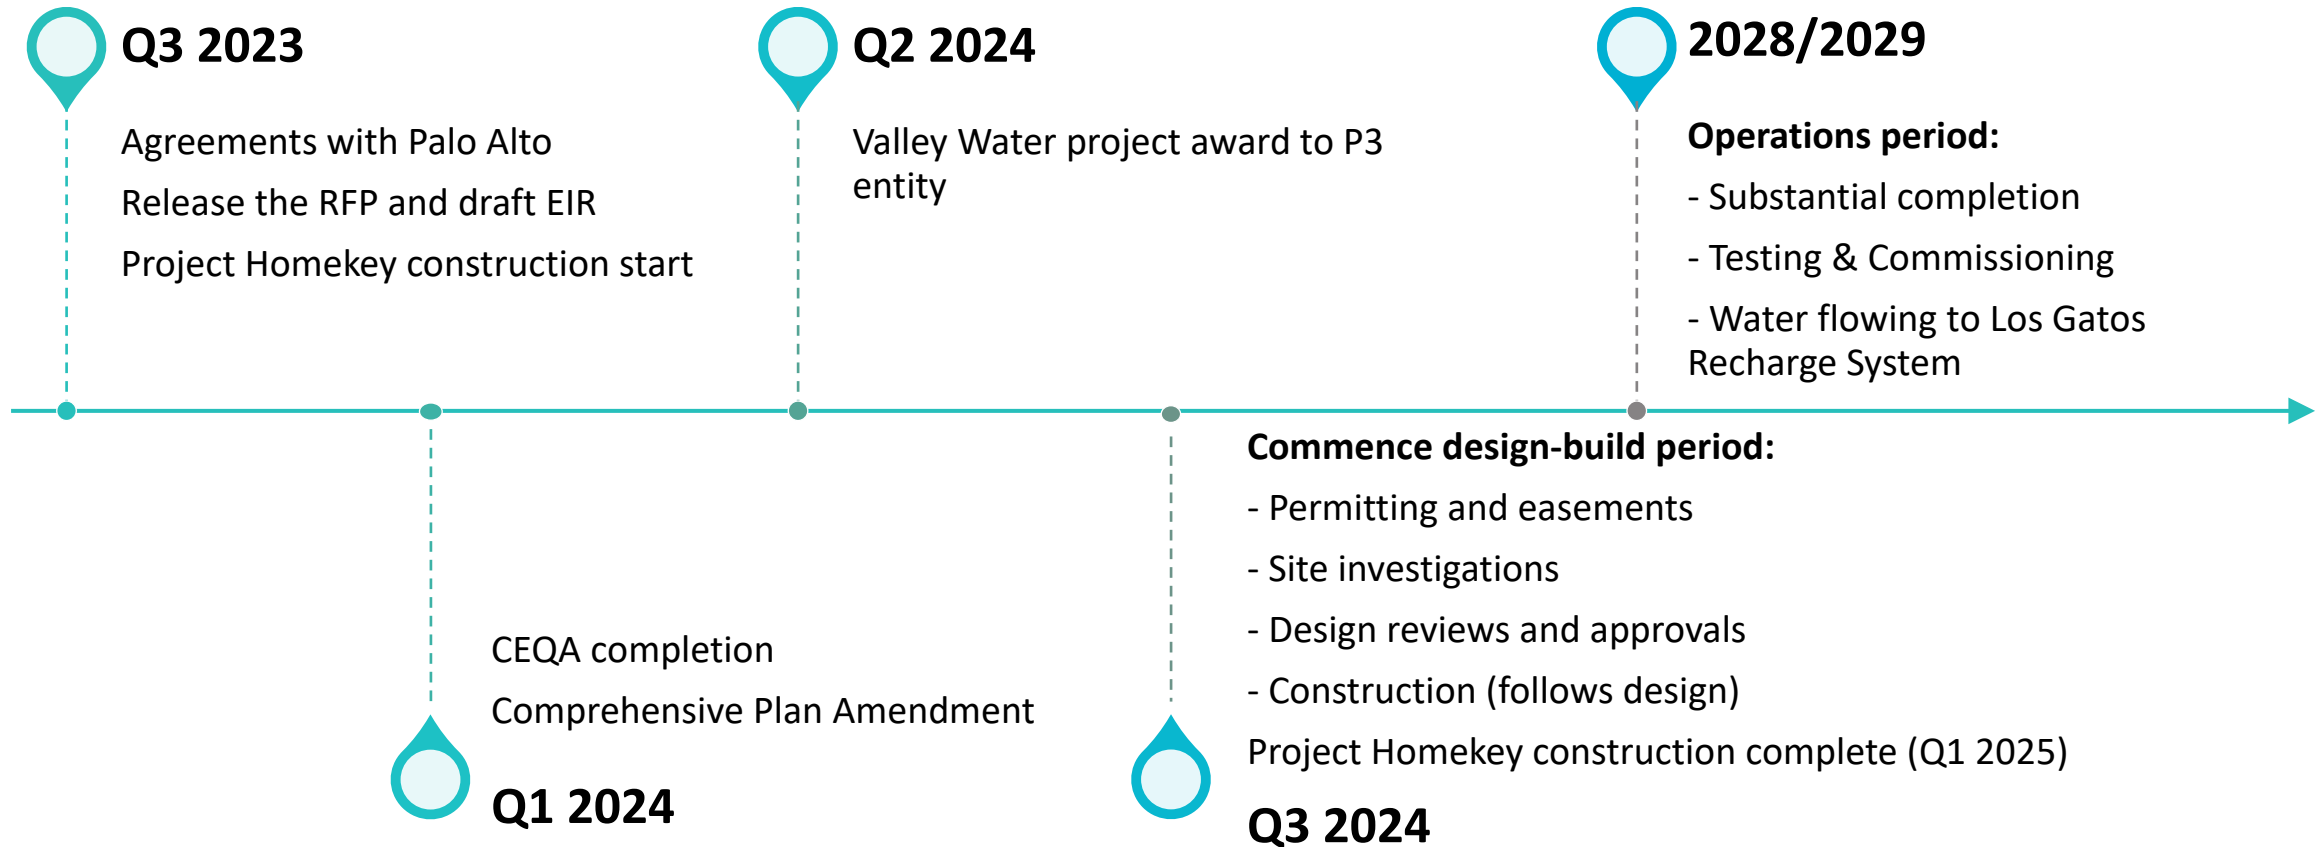 Q3 2023
Agreements with Palo Alto
Release the RFP and draft EIR
Project Homekey construction start
CEQA completion
Comprehensive Plan Amendment
Q1 2024
Q2 2024
Valley Water project award to P3
entity
Commence design-build period:
- Permitting and easements
- Site investigations
- Design reviews and approvals
- Construction (follows design)
Project Homekey construction complete (Q1 2025)
Q3 2024
2028/2029
Operations period:
- Substantial completion
- Testing & Commissioning
- Water flowing to Los Gatos
Recharge System